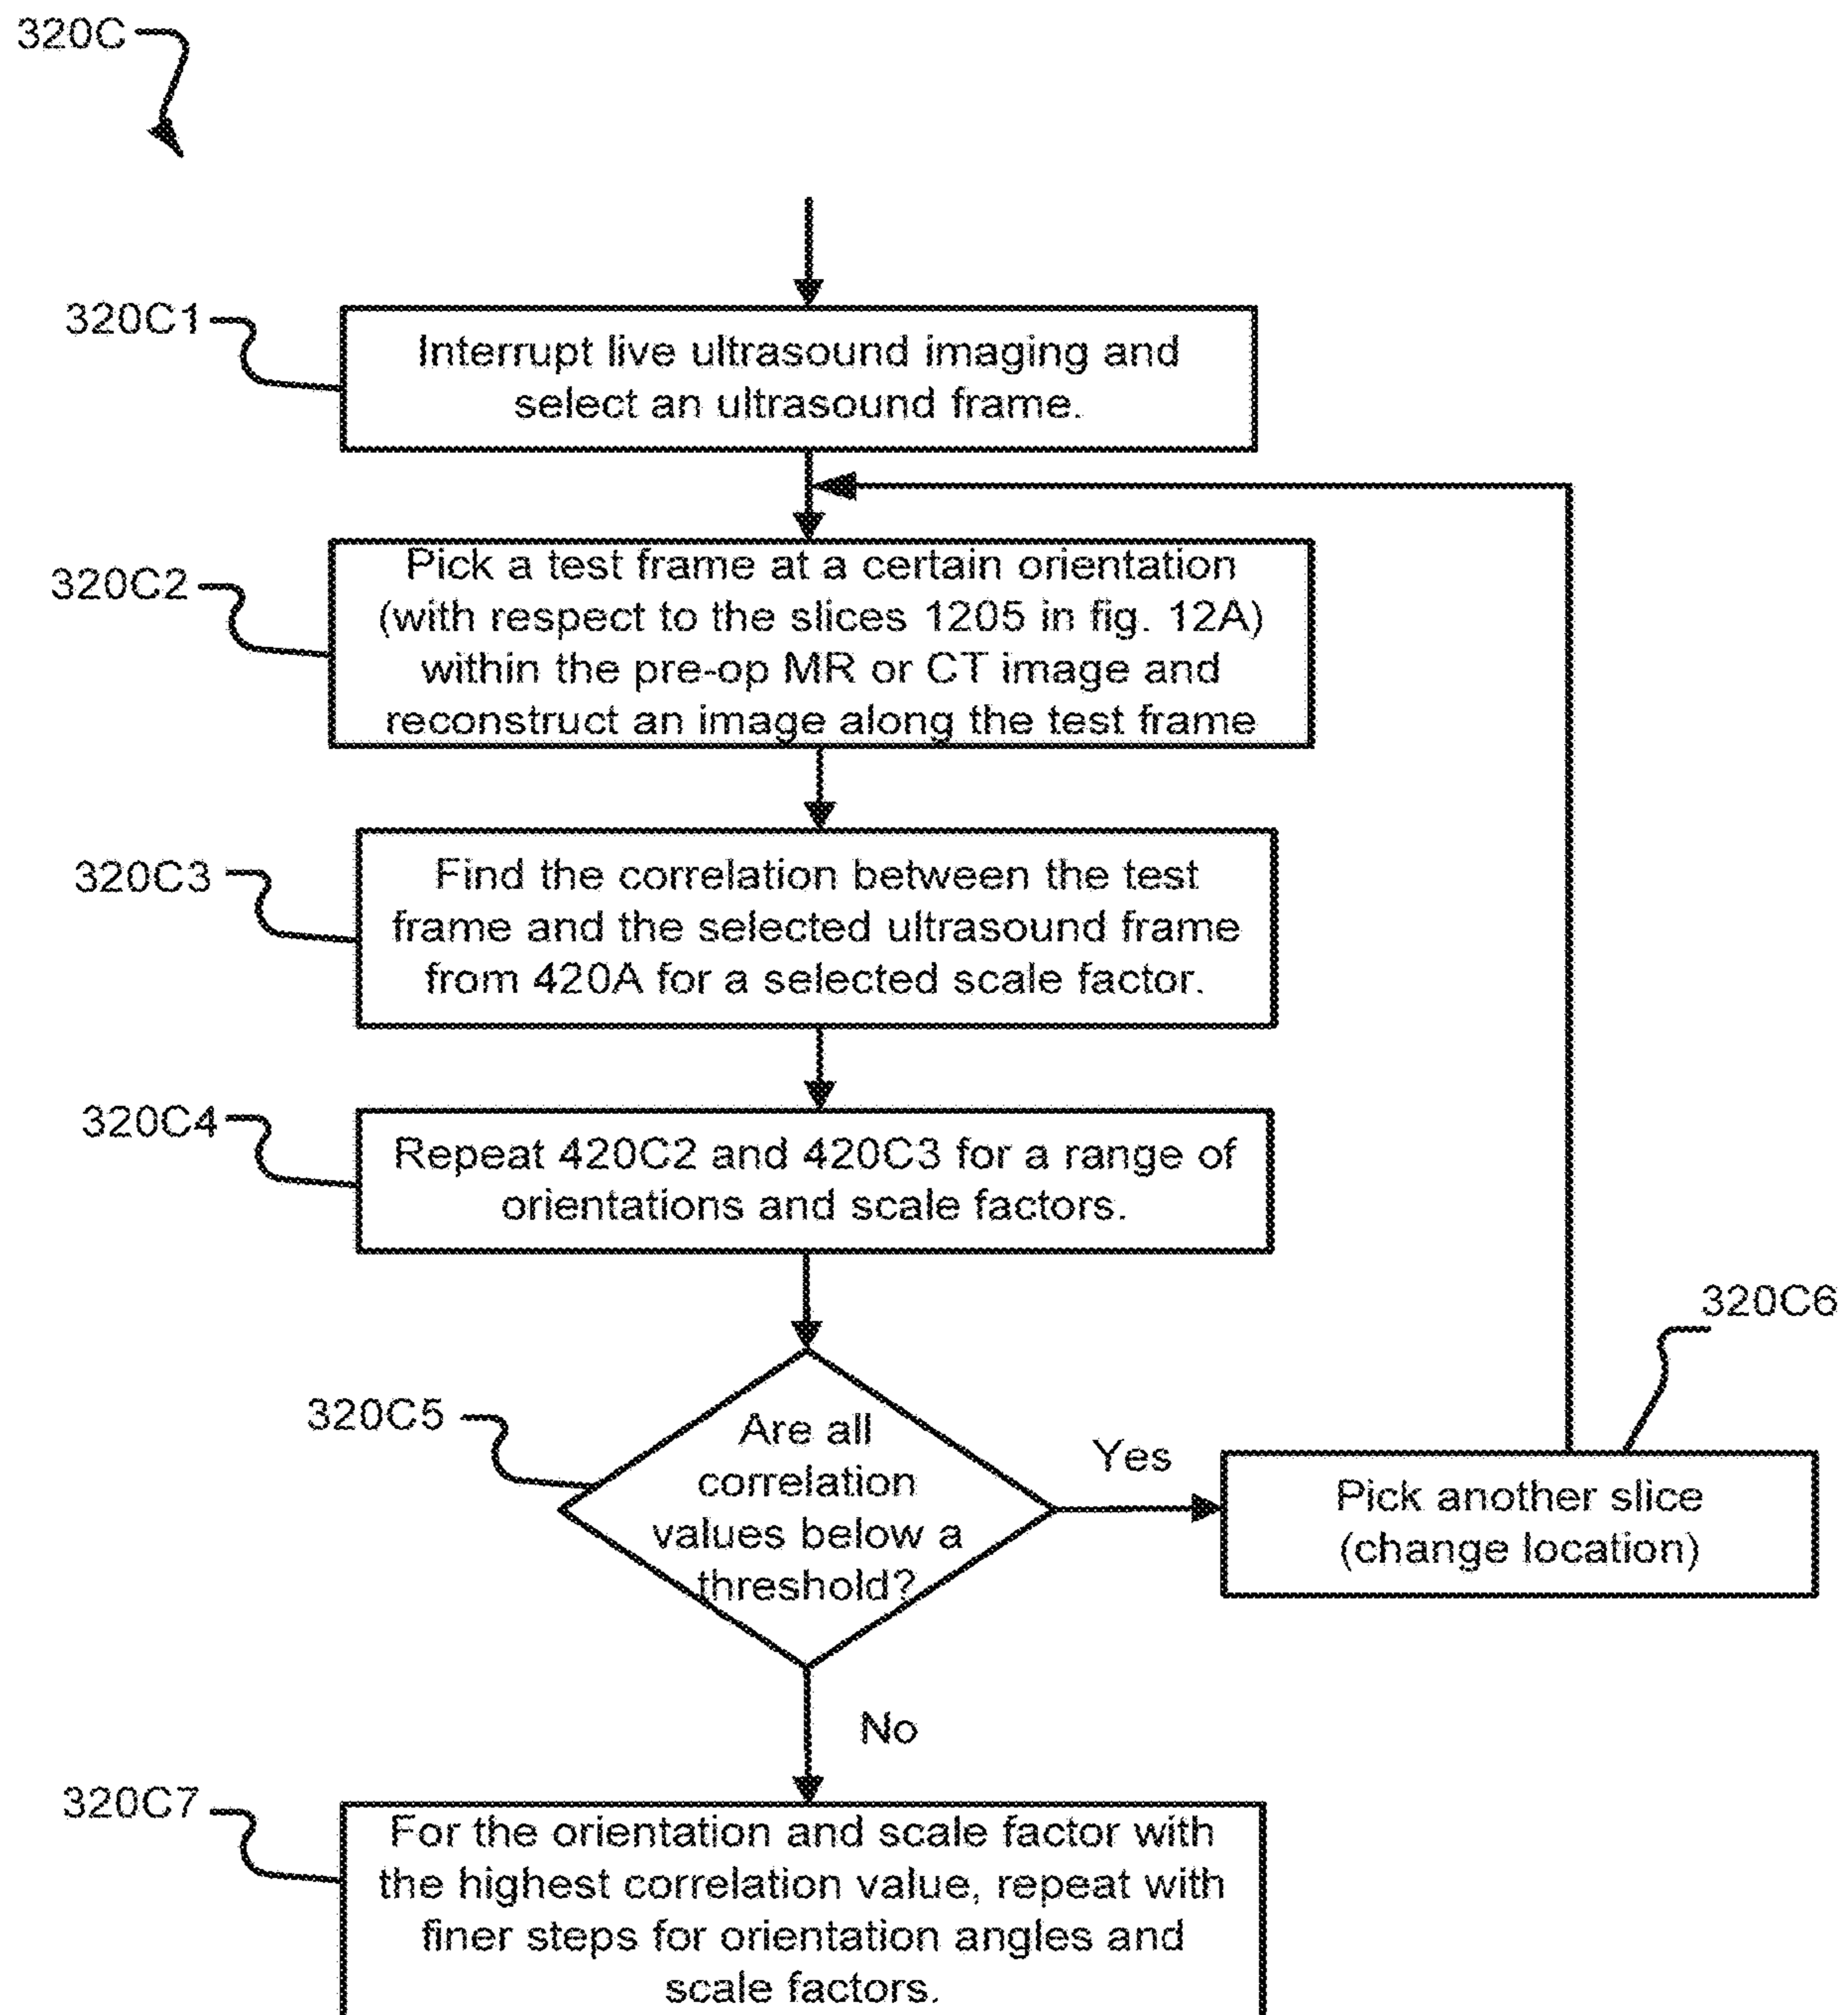 320C
320C1
Interrupt live ultrasound imaging and
select an ultrasound frame.
320C2
Pick a test frame at a certain orientation
(with respect to the slices 1205 in fig. 12A)
within the pre-op MR or CT image and
reconstruct an image along the test frame
320C3
Find the correlation between the test
frame and the selected ultrasound frame
from 420A for a selected scale factor.
320C4
Repeat 420C2 and 420C3 for a range of
orientations and scale factors.
320C5
Are all
correlation
values below a
threshold?
Yes
320C6
Pick another slice
(change location)
No
320C7
For the orientation and scale factor with
the highest correlation value, repeat with
finer steps for orientation angles and
scale factors.